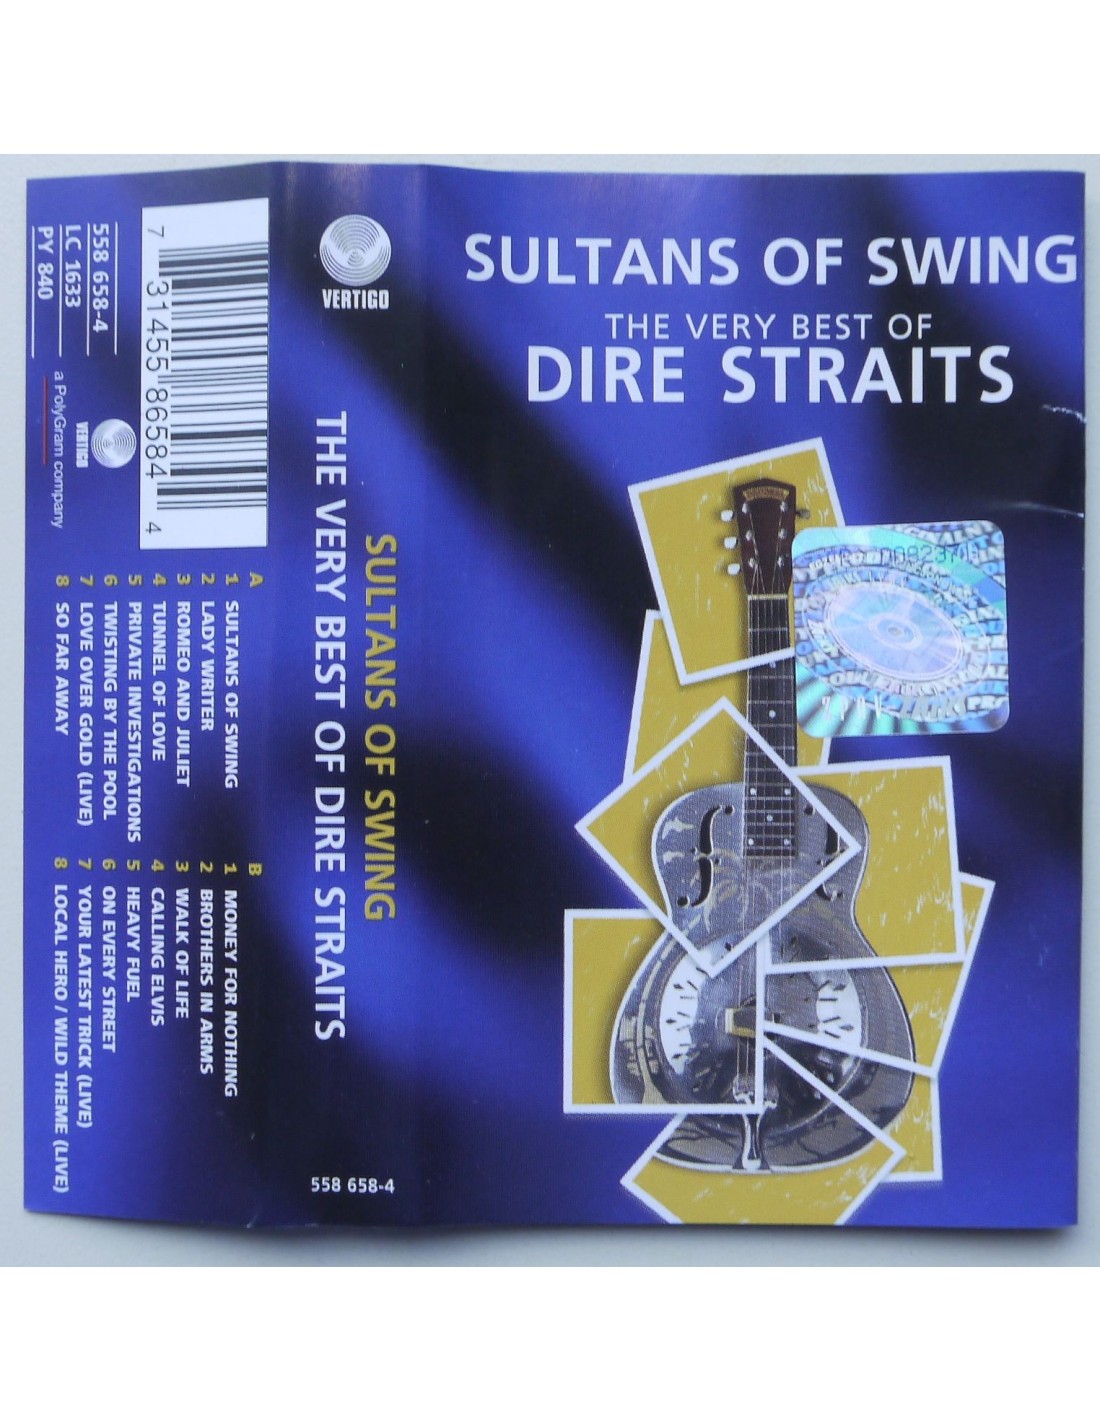 SULTANS OF SWING
THE VERY BEST OF
DIRE STRAITS
VERTIGO
SULTANS OF SWING
THE VERY BEST OF DIRE STRAITS
558 658-4
7 31455 86584 4
558 658-4
LC 1633
PY 840
VERTIGO
a PolyGram company
A
1 SULTANS OF SWING
2 LADY WRITER
3 ROMEO AND JULIET
4 TUNNEL OF LOVE
5 PRIVATE INVESTIGATIONS
6 TWISTING BY THE POOL
7 LOVE OVER GOLD (LIVE)
8 SO FAR AWAY
B
1 MONEY FOR NOTHING
2 BROTHERS IN ARMS
3 WALK OF LIFE
4 CALLING ELVIS
5 HEAVY FUEL
6 ON EVERY STREET
7 YOUR LATEST TRICK (LIVE)
8 LOCAL HERO / WILD THEME (LIVE)